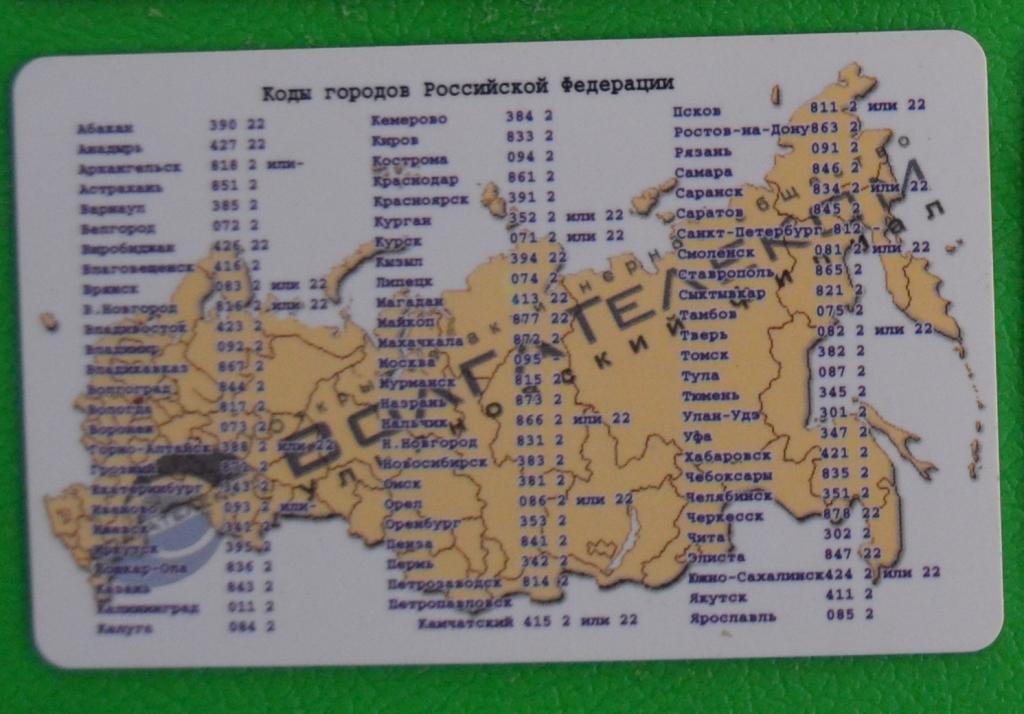 Коды городов Российской Федерации
Абакан 390 22
Анадырь 427 22
Архангельск 818 2 или-
Астрахань 851 2
Барнаул 385 2
Белгород 072 2
Биробиджан 426 22
Благовещенск 416 2
Брянск 083 2 или 22
В.Новгород 816 2 или 22
Владивосток 423 2
Владимир 092 2
Владикавказ 867 2
Волгоград 844 2
Вологда 817 2
Воронеж 073 2
Горно-Алтайск 388 2 или 22
Грозный 871 2
Екатеринбург 343 2
Иваново 093 2 или-
Ижевск 341 2
Иркутск 395 2
Йошкар-Ола 836 2
Казань 843 2
Калининград 011 2
Калуга 084 2
Кемерово 384 2
Киров 833 2
Кострома 094 2
Краснодар 861 2
Красноярск 391 2
Курган 352 2 или 22
Курск 071 2 или 22
Кызыл 394 22
Липецк 074 2
Магадан 413 22
Майкоп 877 22
Махачкала 872 2
Москва 095 -
Мурманск 815 2
Назрань 873 2
Нальчик 866 2 или 22
Н.Новгород 831 2
Новосибирск 383 2
Омск 381 2
Орел 086 2 или 22
Оренбург 353 2
Пенза 841 2
Пермь 342 2
Петрозаводск 814 2
Петропавловск
Камчатский 415 2 или 22
Псков 811 2 или 22
Ростов-на-Дону 863 2
Рязань 091 2
Самара 846 2
Саранск 834 2 или 22
Саратов 845 2
Санкт-Петербург 812 -
Смоленск 081 2 или 22
Ставрополь 865 2
Сыктывкар 821 2
Тамбов 075 2
Тверь 082 2 или 22
Томск 382 2
Тула 087 2
Тюмень 345 2
Улан-Удэ 301 2
Уфа 347 2
Хабаровск 421 2
Чебоксары 835 2
Челябинск 351 2
Черкесск 878 22
Чита 302 2
Элиста 847 22
Южно-Сахалинск 424 2 или 22
Якутск 411 2
Ярославль 085 2
ВОЛГАТЕЛЕКОМ